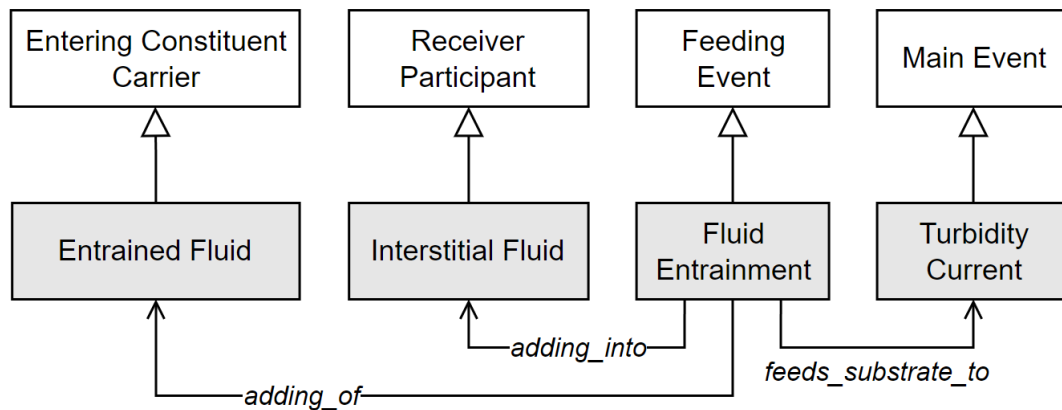 Entering Constituent
Carrier
Receiver
Participant
Feeding
Event
Main Event
Entrained Fluid
Interstitial Fluid
Fluid
Entrainment
Turbidity
Current
adding_into
feeds_substrate_to
adding_of